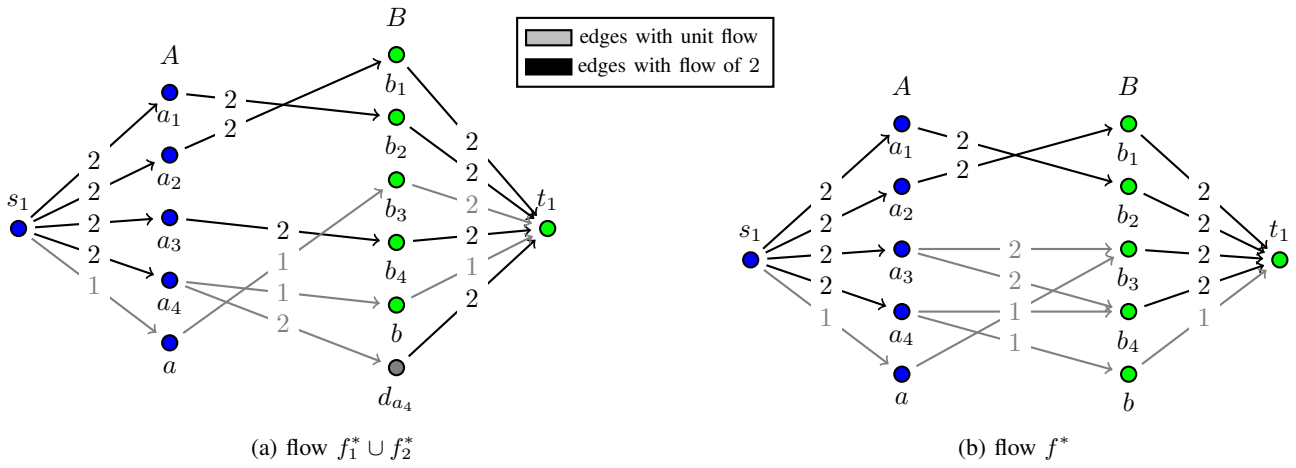 edges with unit flow
edges with flow of 2
A
B
a₁
a₂
a₃
a₄
a
b₁
b₂
b₃
b₄
b
d_{a₄}
s₁
t₁
2
2
2
2
1
2
2
2
1
1
2
2
2
2
2
1
2
(a) flow f₁* ∪ f₂*
A
B
a₁
a₂
a₃
a₄
a
b₁
b₂
b₃
b₄
b
s₁
t₁
2
2
2
2
1
2
2
2
2
1
1
1
2
2
2
2
1
(b) flow f*